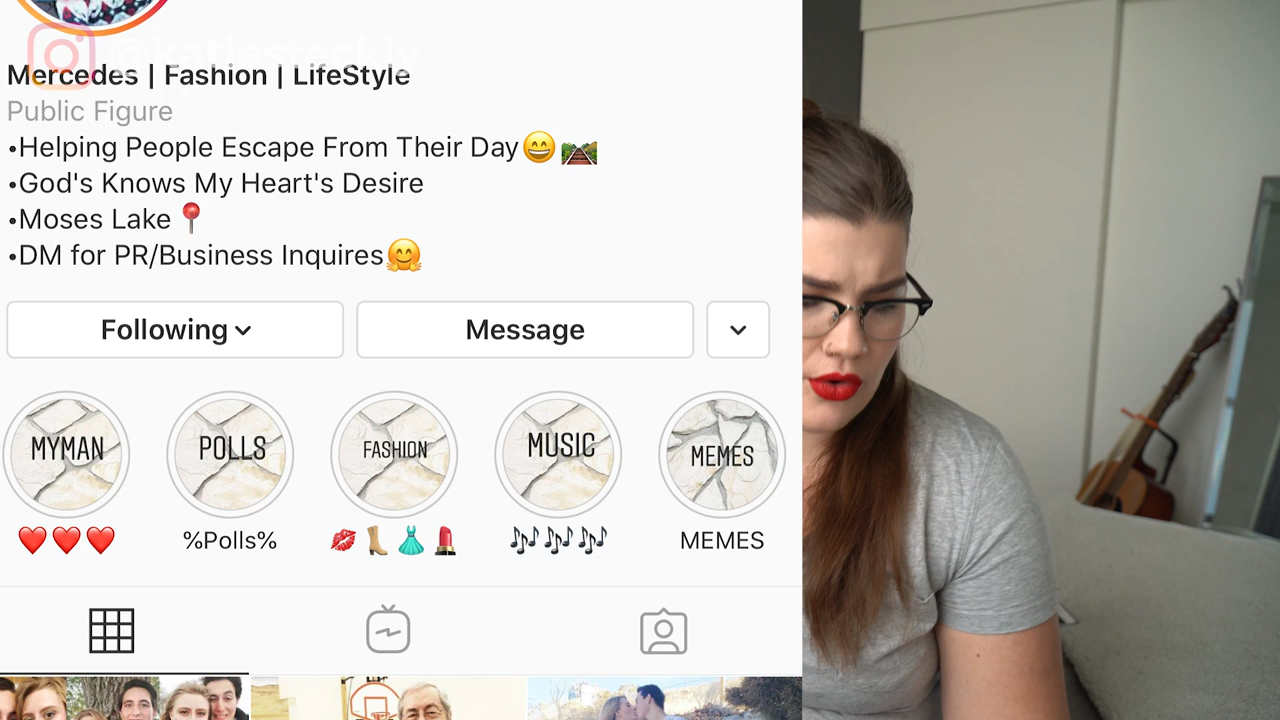 @katiesteckly
Mercedes | Fashion | LifeStyle
Public Figure
•Helping People Escape From Their Day😄🛤️
•God's Knows My Heart's Desire
•Moses Lake📍
•DM for PR/Business Inquires🤗
Following
Message
MYMAN
POLLS
FASHION
MUSIC
MEMES
❤️❤️❤️
%Polls%
💋👢👗💄
🎶🎶🎶
MEMES